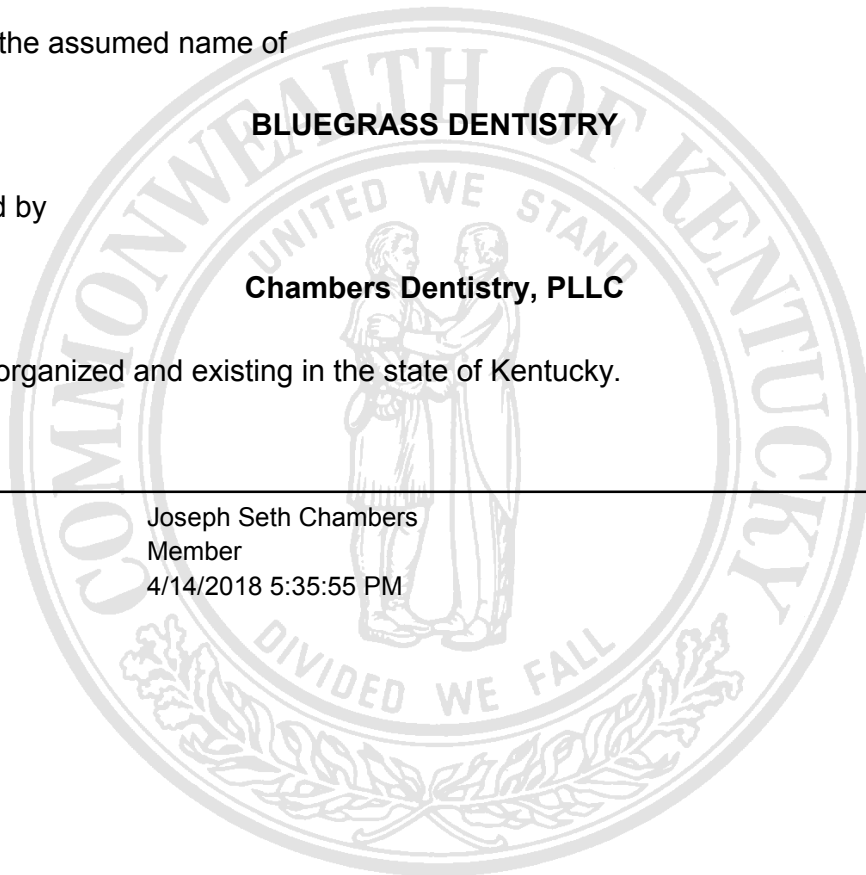 the assumed name of
BLUEGRASS DENTISTRY
d by
Chambers Dentistry, PLLC
organized and existing in the state of Kentucky.
Joseph Seth Chambers
Member
4/14/2018 5:35:55 PM
COMMONWEALTH OF KENTUCKY
UNITED WE STAND
DIVIDED WE FALL